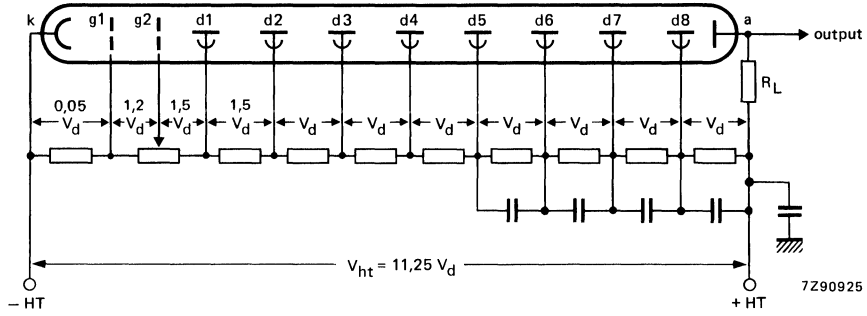 k g1 g2 d1 d2 d3 d4 d5 d6 d7 d8 a
output
R_L
0,05 V_d
1,2 V_d
1,5 V_d
1,5 V_d
V_d V_d V_d V_d V_d V_d V_d
V_ht = 11,25 V_d
– HT
+ HT
7Z90925